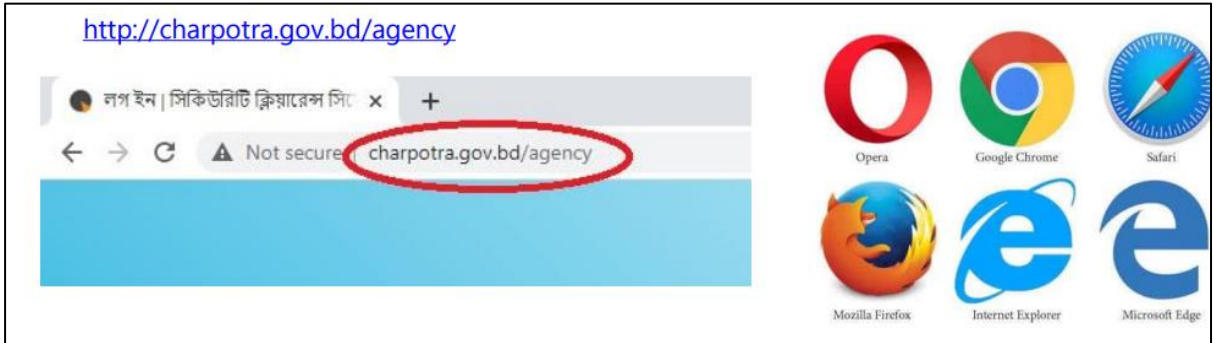 http://charpotra.gov.bd/agency
লগ ইন | সিকিউরিটি ক্লিয়ারেন্স সি
Not secure | charpotra.gov.bd/agency
Opera Google Chrome Safari
Mozilla Firefox Internet Explorer Microsoft Edge